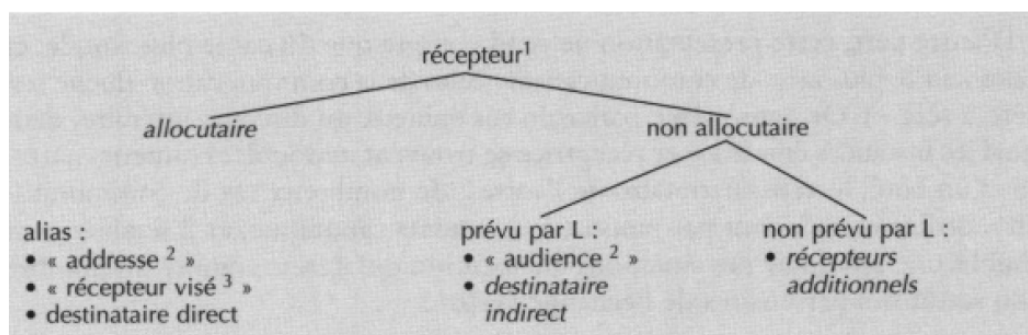 récepteur¹
allocutaire
non allocutaire
alias :
• « addresse ² »
• « récepteur visé ³ »
• destinataire direct
prévu par L :
• « audience ² »
• destinataire
indirect
non prévu par L :
• récepteurs
additionnels